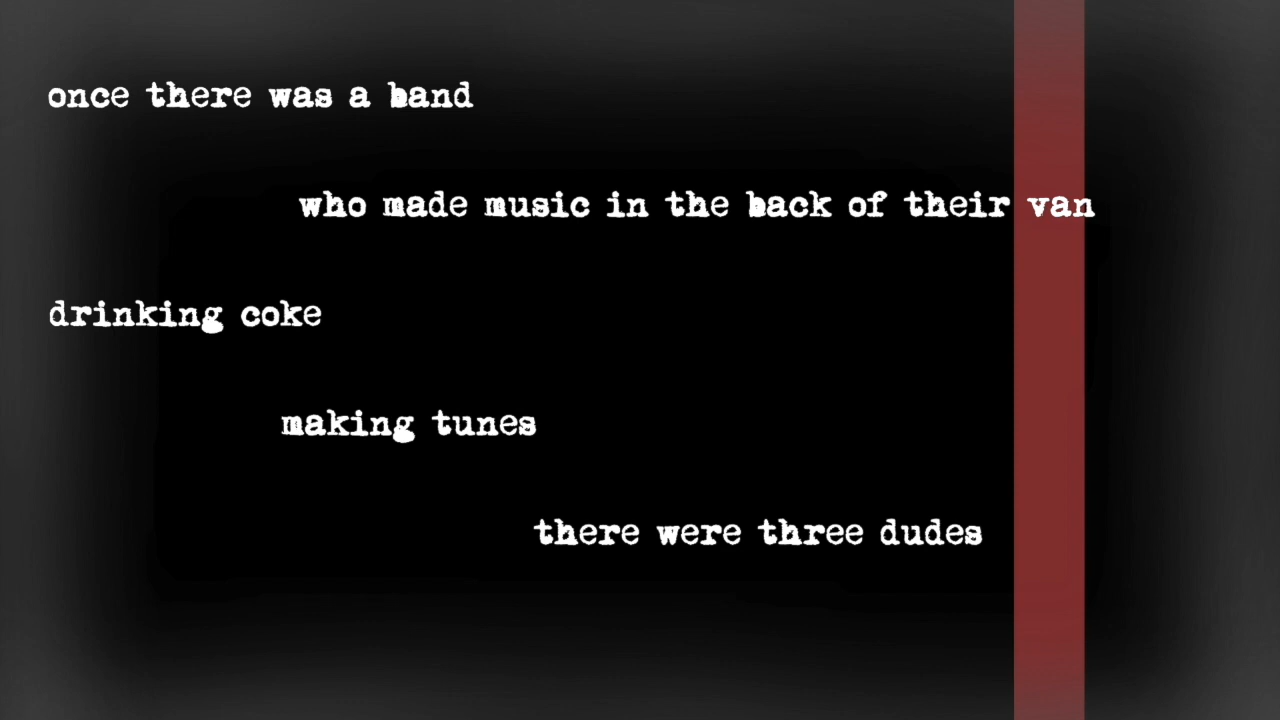 once there was a band
who made music in the back of their van
drinking coke
making tunes
there were three dudes